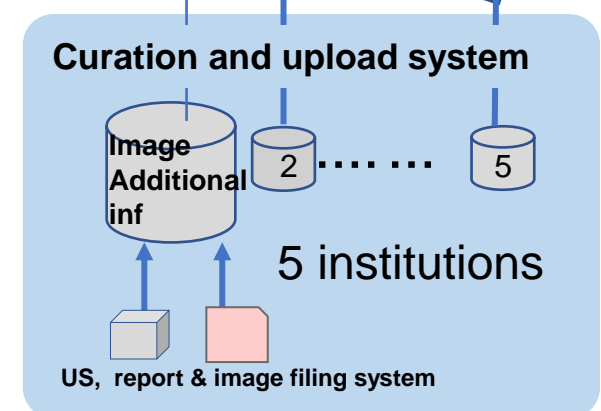 Curation and upload system
Image
Additional
inf
2
.... ...
5
5 institutions
US, report & image filing system